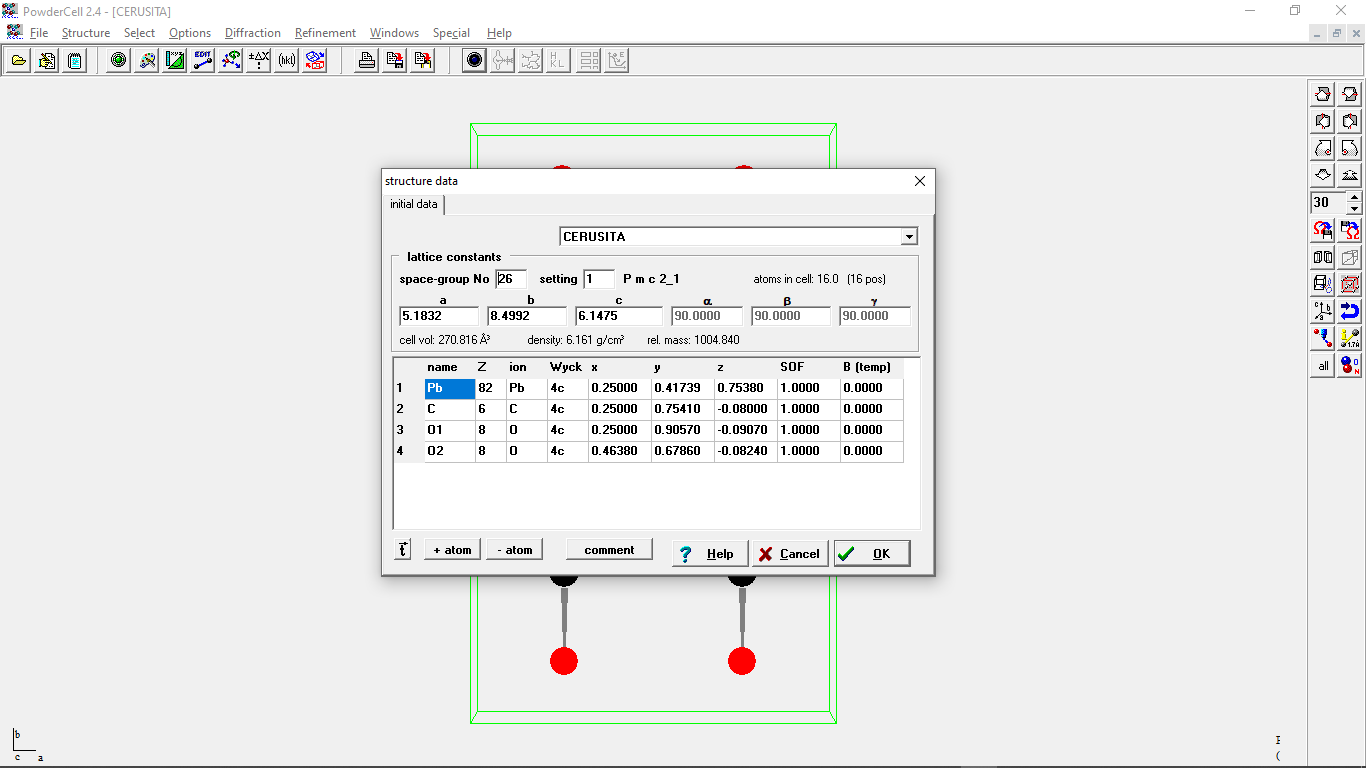 PowderCell 2.4 - [CERUSITA]
File Structure Select Options Diffraction Refinement Windows Special Help
EDIT ±ΔX (hkl) H K L
structure data
initial data
CERUSITA
lattice constants
space-group No 26 setting 1 P m c 2_1 atoms in cell: 16.0 (16 pos)
a b c α β γ
5.1832 8.4992 6.1475 90.0000 90.0000 90.0000
cell vol: 270.816 Å³ density: 6.161 g/cm³ rel. mass: 1004.840
name Z ion Wyck x y z SOF B (temp)
1 Pb 82 Pb 4c 0.25000 0.41739 0.75380 1.0000 0.0000
2 C 6 C 4c 0.25000 0.75410 -0.08000 1.0000 0.0000
3 O1 8 O 4c 0.25000 0.90570 -0.09070 1.0000 0.0000
4 O2 8 O 4c 0.46380 0.67860 -0.08240 1.0000 0.0000
t + atom - atom comment ? Help Cancel OK
30
all
b
c a